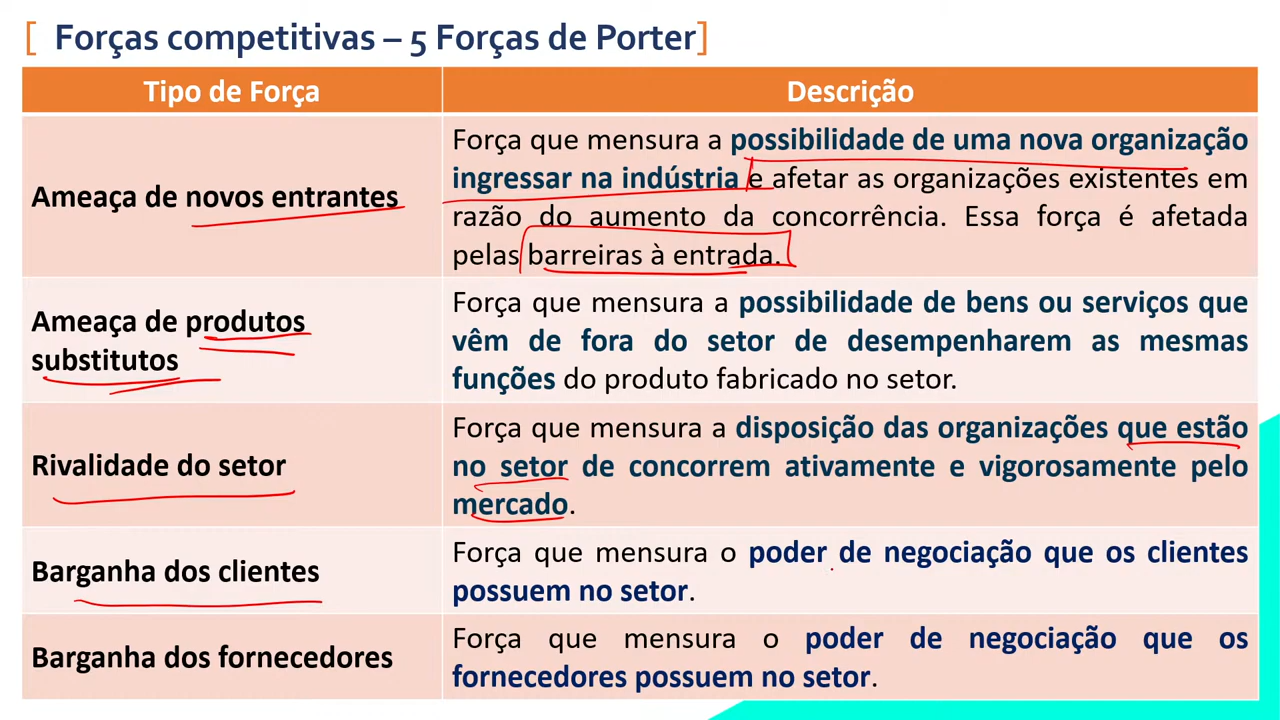 [ Forças competitivas – 5 Forças de Porter]
Tipo de Força
Descrição
Ameaça de novos entrantes
Força que mensura a possibilidade de uma nova organização
ingressar na indústria e afetar as organizações existentes em
razão do aumento da concorrência. Essa força é afetada
pelas barreiras à entrada.
Ameaça de produtos
substitutos
Força que mensura a possibilidade de bens ou serviços que
vêm de fora do setor de desempenharem as mesmas
funções do produto fabricado no setor.
Rivalidade do setor
Força que mensura a disposição das organizações que estão
no setor de concorrem ativamente e vigorosamente pelo
mercado.
Barganha dos clientes
Força que mensura o poder de negociação que os clientes
possuem no setor.
Barganha dos fornecedores
Força que mensura o poder de negociação que os
fornecedores possuem no setor.